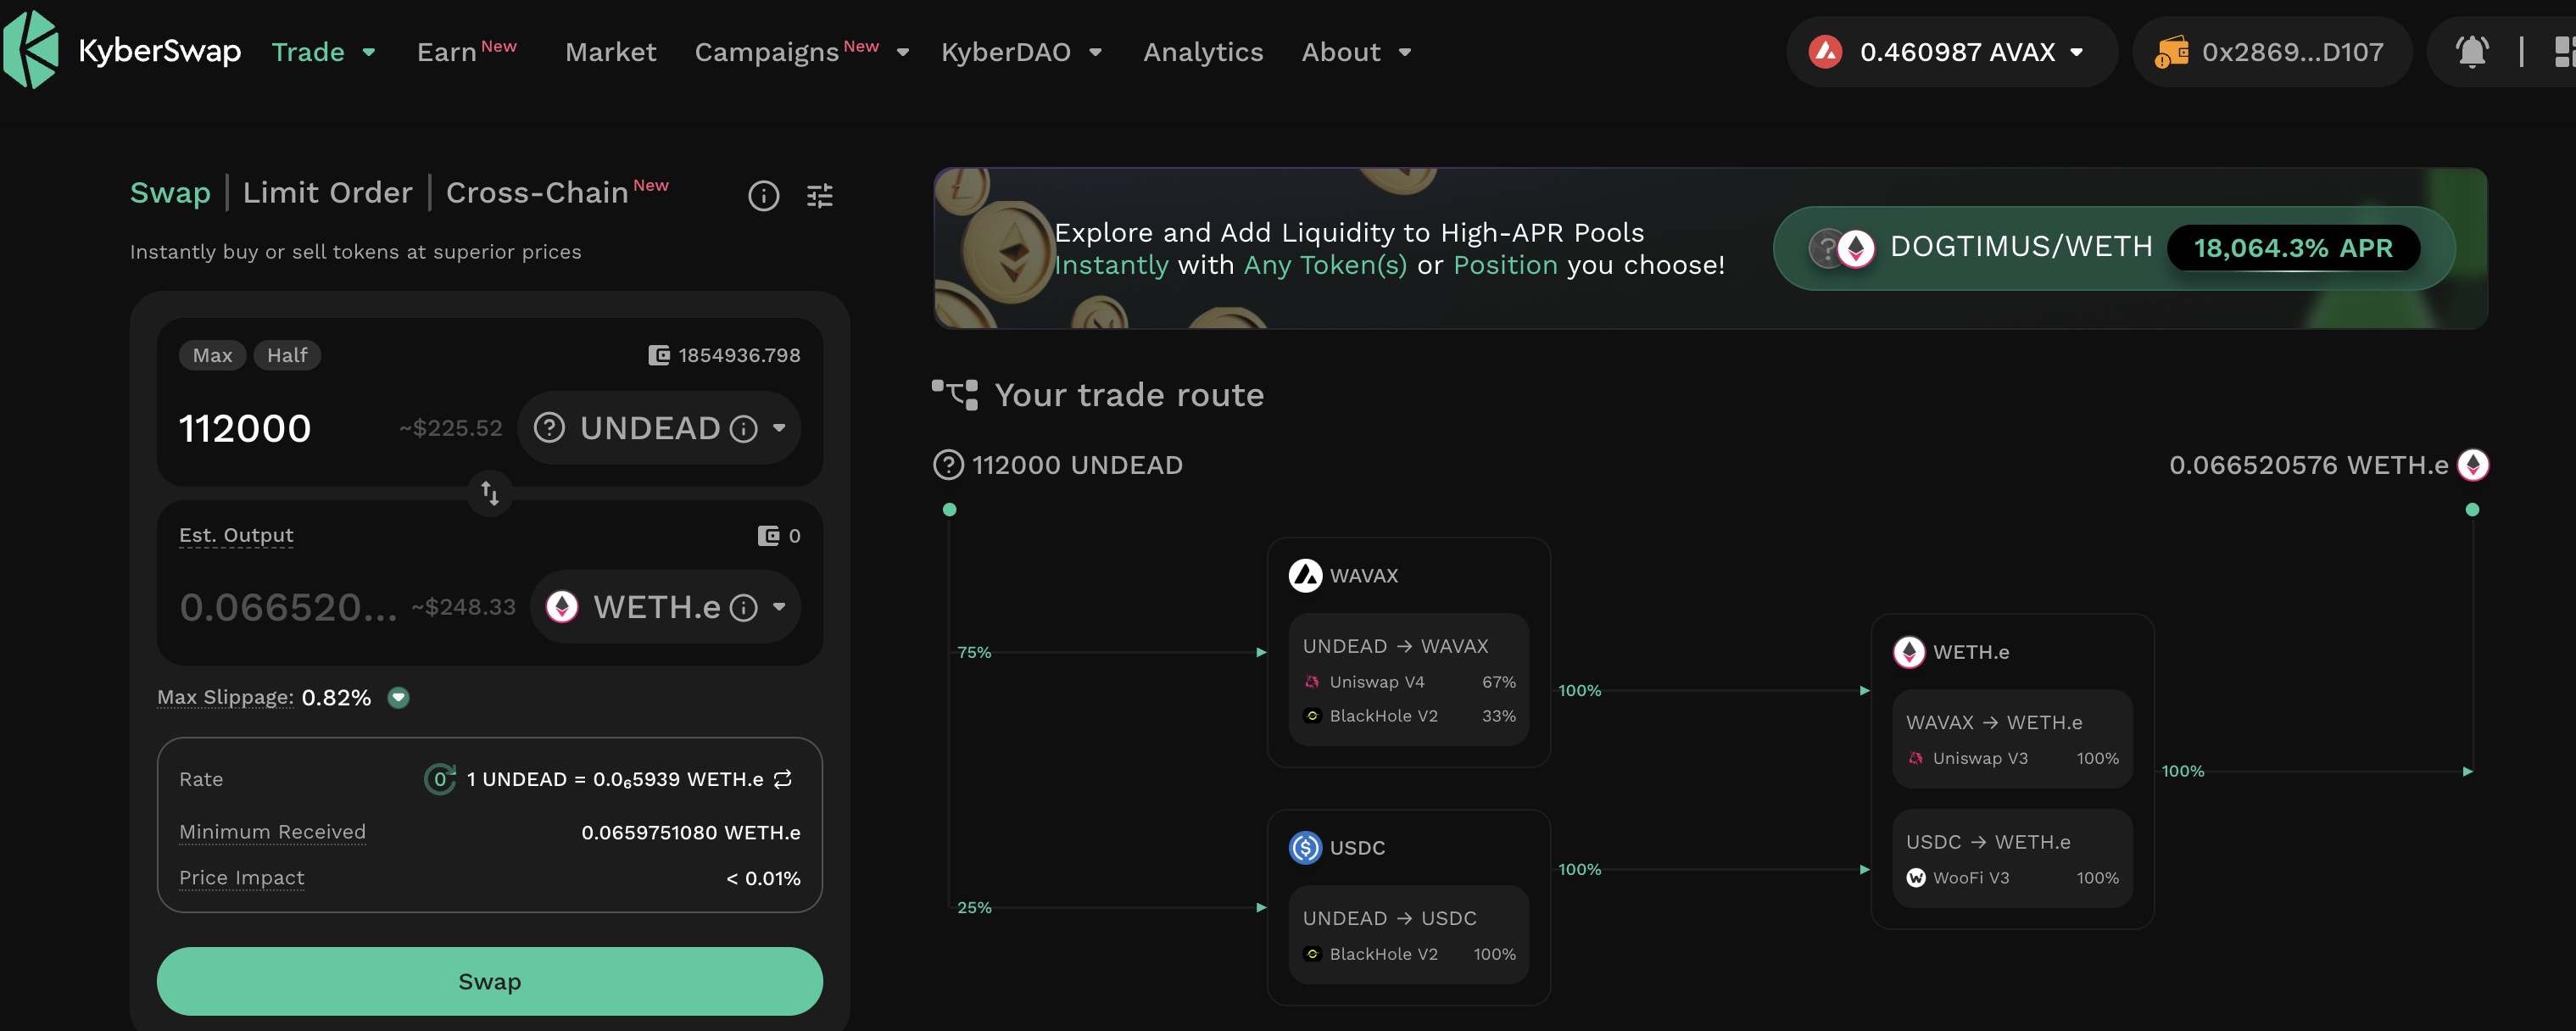 KyberSwap
Trade
Earn New
Market
Campaigns New
KyberDAO
Analytics
About
0.460987 AVAX
0x2869...D107
Swap | Limit Order | Cross-Chain New
Instantly buy or sell tokens at superior prices
Max Half 1854936.798
112000 ~$225.52 UNDEAD
Est. Output 0
0.066520... ~$248.33 WETH.e
Max Slippage: 0.82%
Rate 0 1 UNDEAD = 0.0₆5939 WETH.e
Minimum Received 0.0659751080 WETH.e
Price Impact < 0.01%
Swap
Explore and Add Liquidity to High-APR Pools
Instantly with Any Token(s) or Position you choose!
DOGTIMUS/WETH 18,064.3% APR
Your trade route
112000 UNDEAD 0.066520576 WETH.e
75%
WAVAX
UNDEAD → WAVAX
Uniswap V4 67%
BlackHole V2 33%
100%
25%
USDC
UNDEAD → USDC
BlackHole V2 100%
100%
WETH.e
WAVAX → WETH.e
Uniswap V3 100%
USDC → WETH.e
WooFi V3 100%
100%